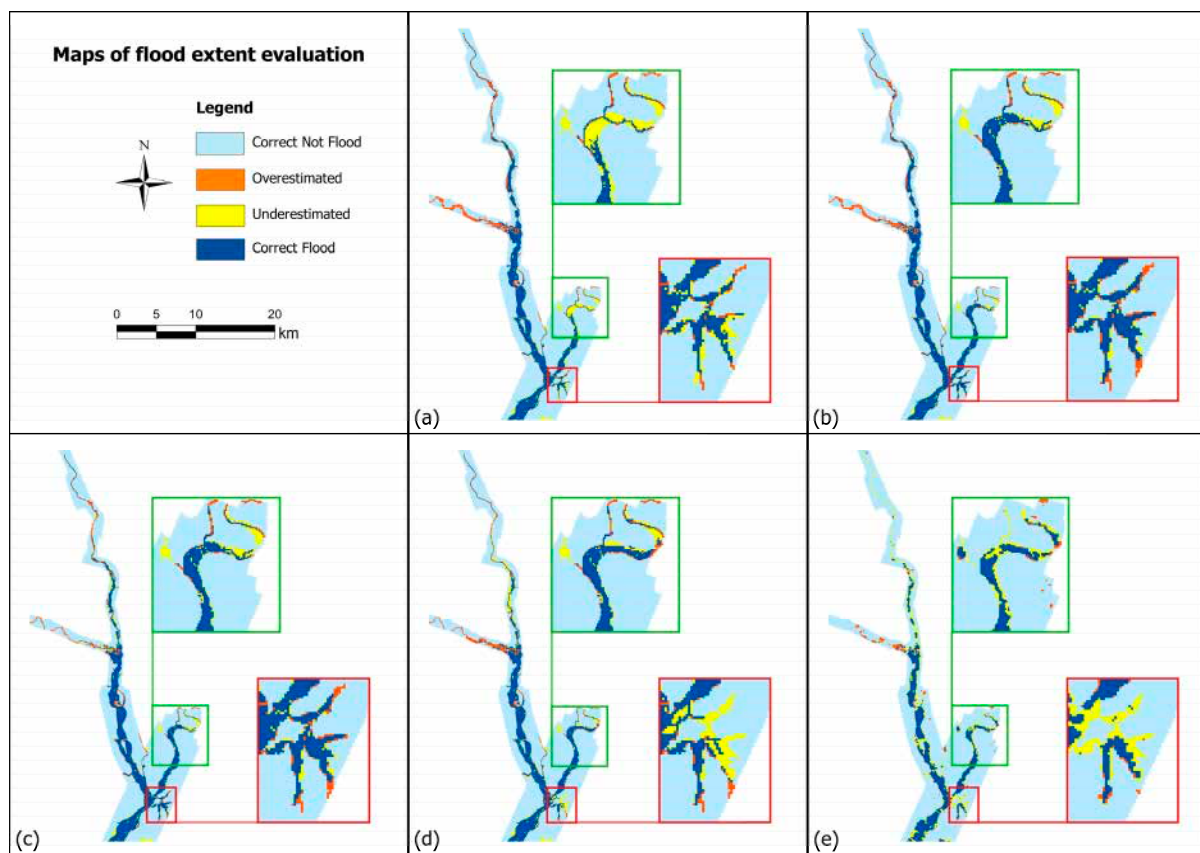 Maps of flood extent evaluation
Legend
N
Correct Not Flood
Overestimated
Underestimated
Correct Flood
0 5 10 20
km
(a)
(b)
(c)
(d)
(e)